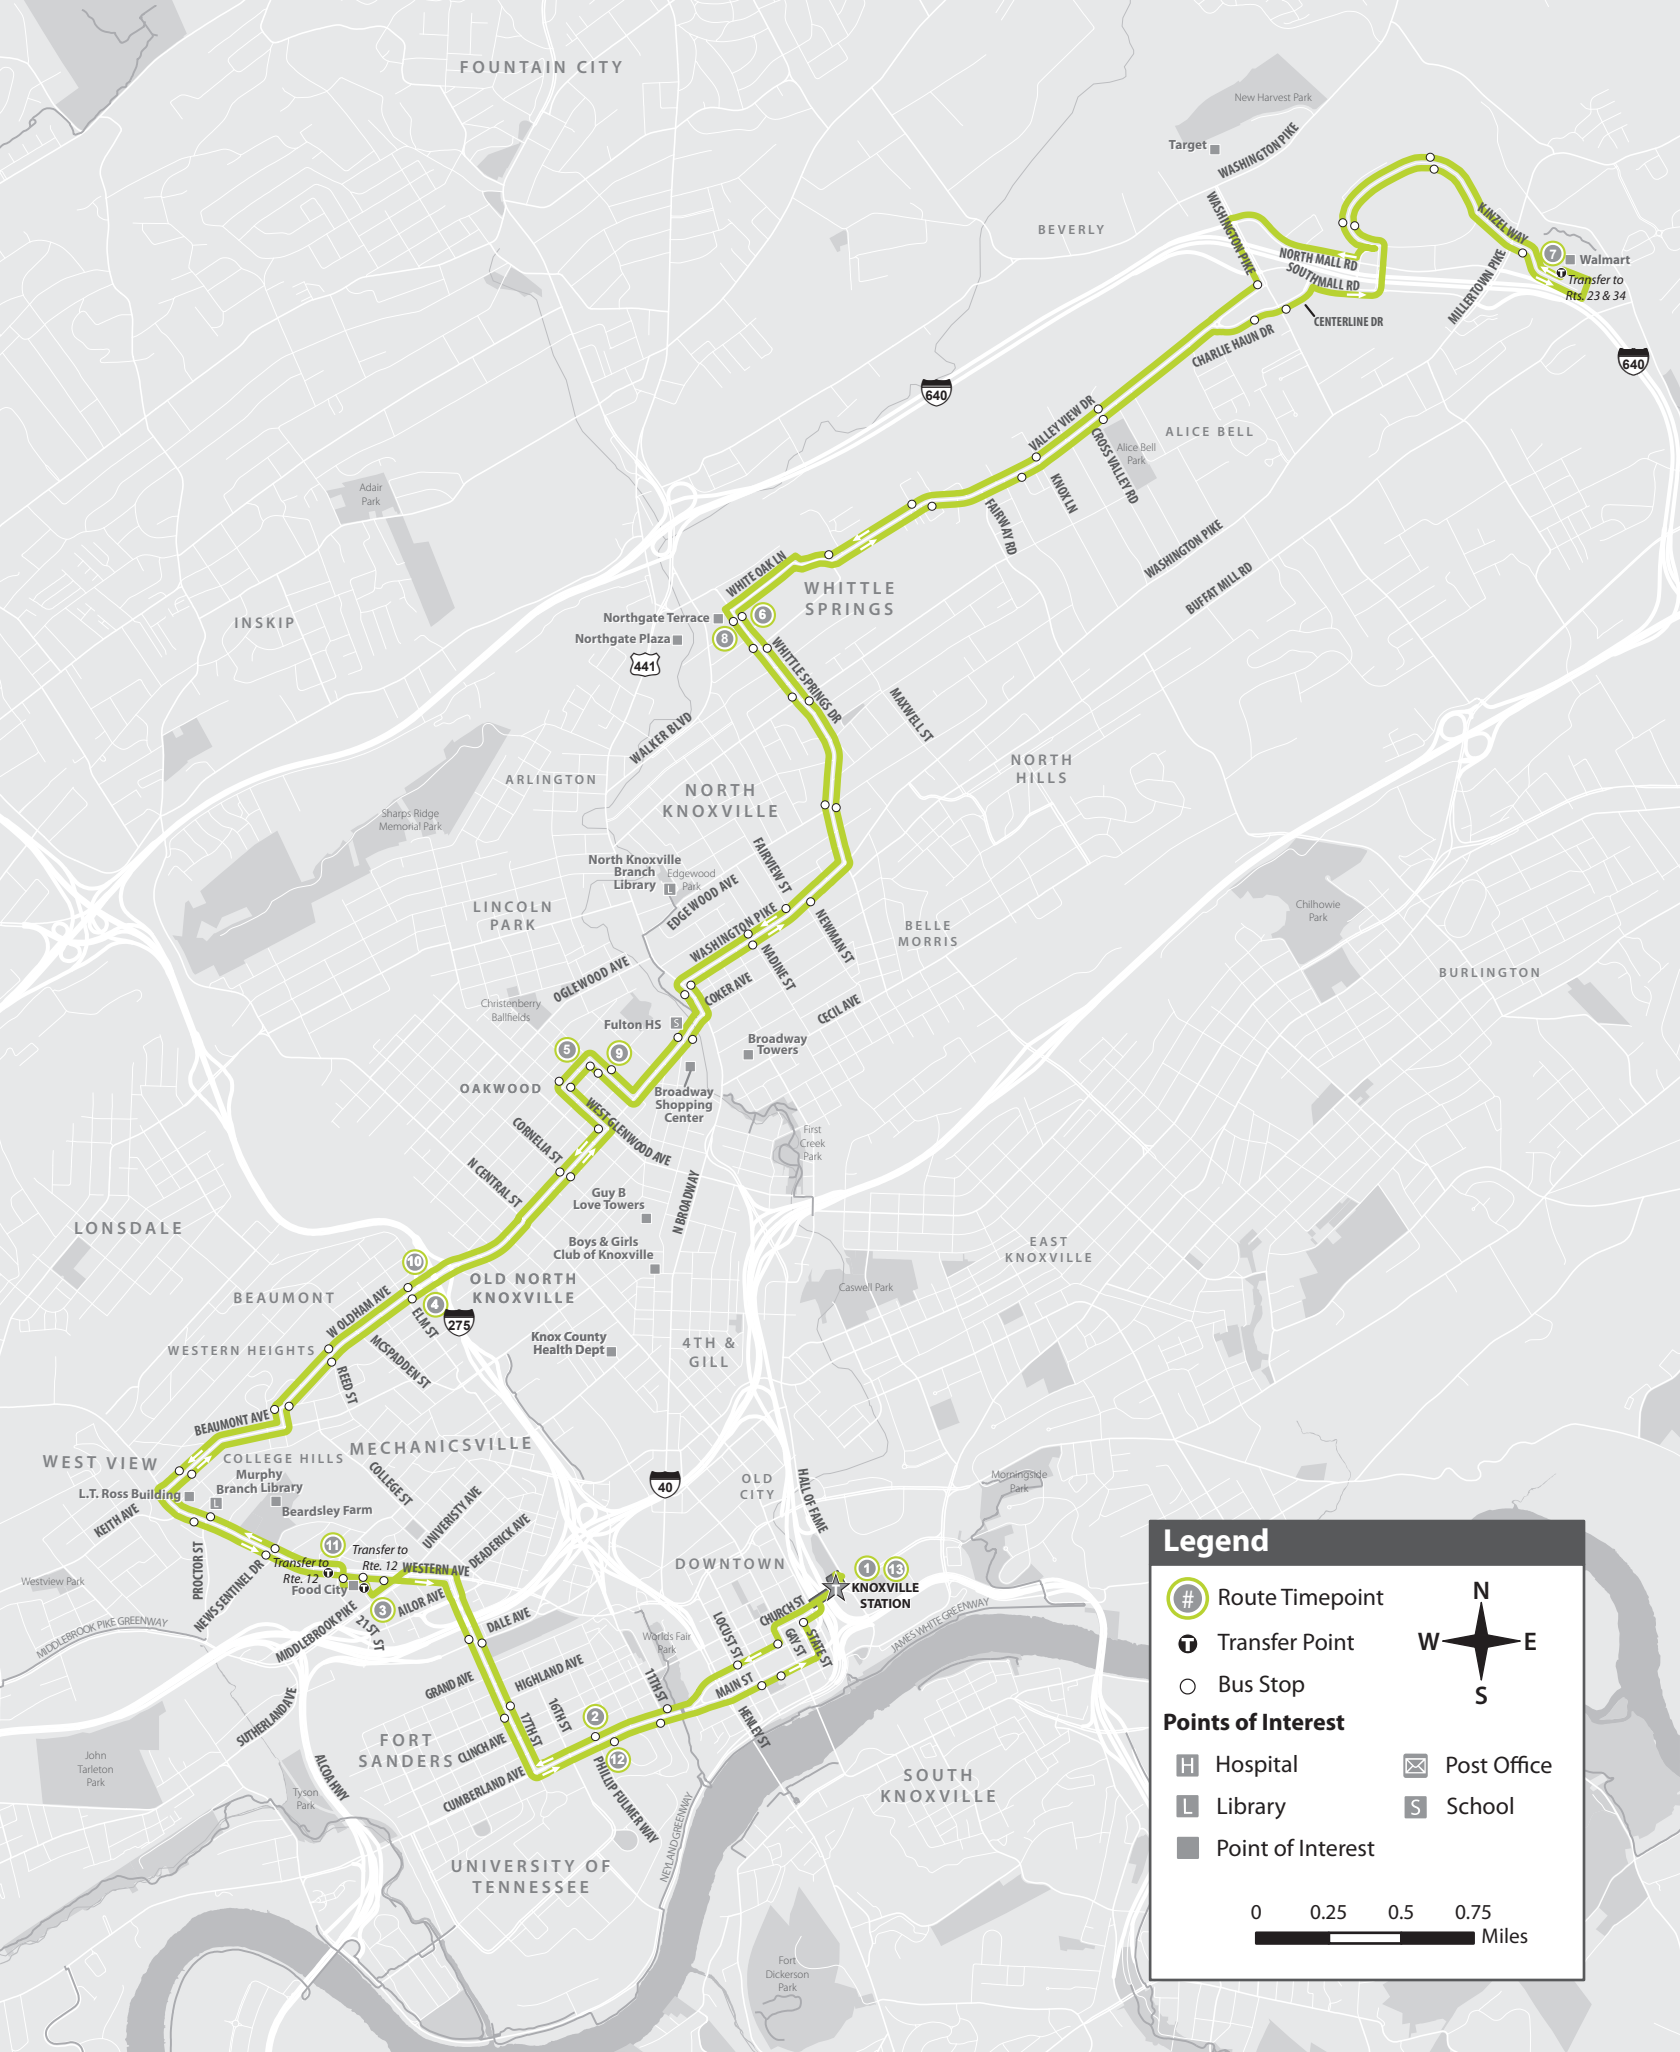 FOUNTAIN CITY
New Harvest Park
Target
WASHINGTON PIKE
WASHINGTON PIKE
BEVERLY
NORTH MALL RD
SOUTH MALL RD
KINZEL WAY
MILLERTOWN PIKE
7
Walmart
T
Transfer to
Rts. 23 & 34
CENTERLINE DR
CHARLIE HAUN DR
640
640
VALLEY VIEW DR
CROSS VALLEY RD
ALICE BELL
Alice Bell
Park
KNOX LN
FAIRWAY RD
WASHINGTON PIKE
BUFFAT MILL RD
Adair
Park
WHITE OAK LN
WHITTLE
SPRINGS
INSKIP
Northgate Terrace
6
Northgate Plaza
8
441
WHITTLE SPRINGS DR
MAXWELL ST
WALKER BLVD
NORTH
HILLS
ARLINGTON
NORTH
KNOXVILLE
Sharps Ridge
Memorial Park
FAIRVIEW ST
North Knoxville
Branch
Library
L
Edgewood
Park
EDGEWOOD AVE
LINCOLN
PARK
WASHINGTON PIKE
NEWMAN ST
BELLE
MORRIS
Chilhowie
Park
BURLINGTON
NADINE ST
OGLEWOOD AVE
COKER AVE
CECIL AVE
Christenberry
Ballfields
Fulton HS
S
Broadway
Towers
5
9
OAKWOOD
Broadway
Shopping
Center
WEST GLENWOOD AVE
CORNELIA ST
First
Creek
Park
N CENTRAL ST
N BROADWAY
Guy B
Love Towers
LONSDALE
Boys & Girls
Club of Knoxville
EAST
KNOXVILLE
10
OLD NORTH
KNOXVILLE
Caswell Park
BEAUMONT
W OLDHAM AVE
4
ELM ST
275
WESTERN HEIGHTS
MCSPADDEN ST
Knox County
Health Dept
4TH &
GILL
REED ST
BEAUMONT AVE
MECHANICSVILLE
WEST VIEW
COLLEGE HILLS
Murphy
Branch Library
L
L.T. Ross Building
COLLEGE ST
Beardsley Farm
KEITH AVE
40
OLD
CITY
HALL OF FAME
Morningside
Park
UNIVERISTY AVE
DEADERICK AVE
PROCTOR ST
11
Transfer to
Rte. 12
T
Transfer to
Rte. 12
T
Food City
WESTERN AVE
DOWNTOWN
1
13
T
KNOXVILLE
STATION
Westview Park
NEWS SENTINEL DR
3
AILOR AVE
MIDDLEBROOK PIKE GREENWAY
MIDDLEBROOK PIKE
21ST ST
DALE AVE
CHURCH ST
LOCUST ST
GAY ST
STATE ST
JAMES WHITE GREENWAY
Worlds Fair
Park
GRAND AVE
HIGHLAND AVE
11TH ST
MAIN ST
SUTHERLAND AVE
16TH ST
17TH ST
2
12
HENLEY ST
FORT
SANDERS
CLINCH AVE
CUMBERLAND AVE
PHILLIP FULMER WAY
John
Tarleton
Park
Tyson
Park
ALCOA HWY
SOUTH
KNOXVILLE
NEYLAND GREENWAY
UNIVERSITY OF
TENNESSEE
Fort
Dickerson
Park
Legend
# Route Timepoint
T Transfer Point
Bus Stop
N
W E
S
Points of Interest
H Hospital
Post Office
L Library
S School
Point of Interest
0 0.25 0.5 0.75
Miles